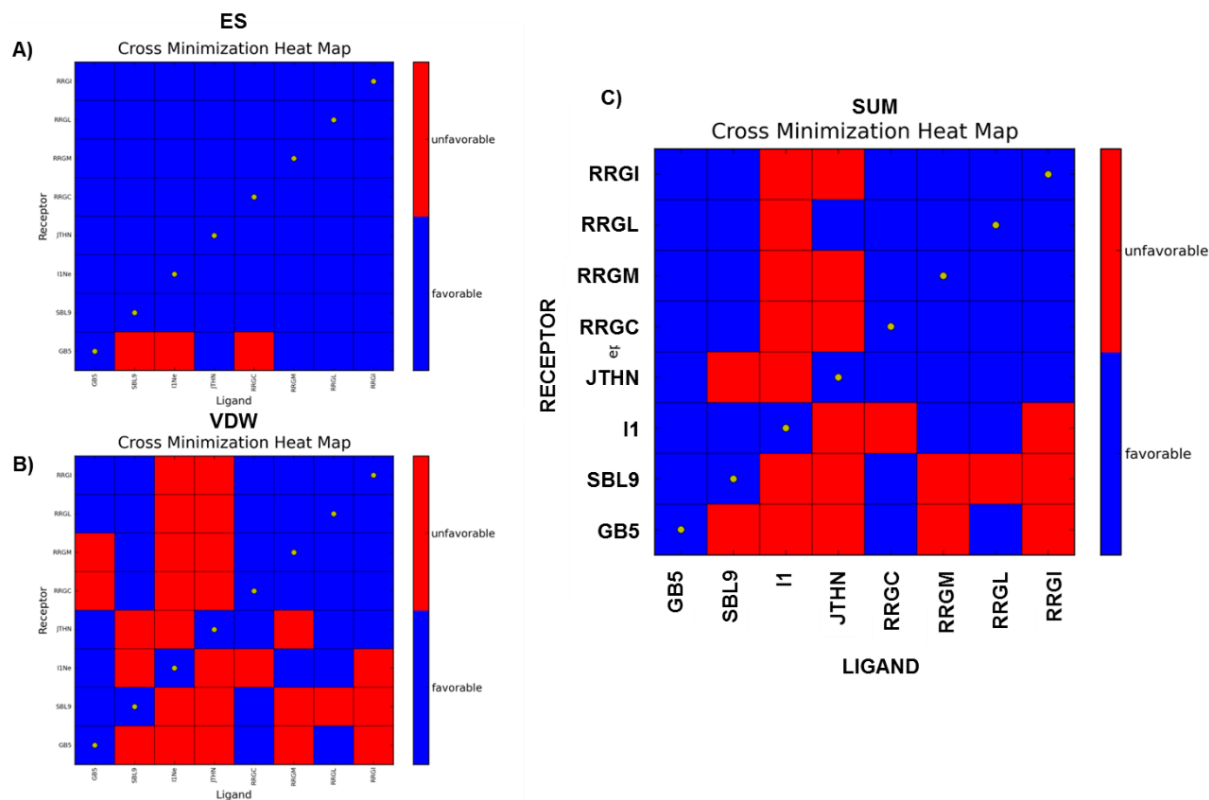 ES
A)
Cross Minimization Heat Map
RRGI
RRGL
RRGM
RRGC
JTHN
I1Ne
SBL9
GB5
Receptor
GB5
SBL9
I1Ne
JTHN
RRGC
RRGM
RRGL
RRGI
Ligand
unfavorable
favorable
VDW
B)
Cross Minimization Heat Map
RRGI
RRGL
RRGM
RRGC
JTHN
I1Ne
SBL9
GB5
Receptor
GB5
SBL9
I1Ne
JTHN
RRGC
RRGM
RRGL
RRGI
Ligand
unfavorable
favorable
C)
SUM
Cross Minimization Heat Map
RRGI
RRGL
RRGM
RRGC
JTHN
I1
SBL9
GB5
RECEPTOR
GB5
SBL9
I1
JTHN
RRGC
RRGM
RRGL
RRGI
LIGAND
unfavorable
favorable